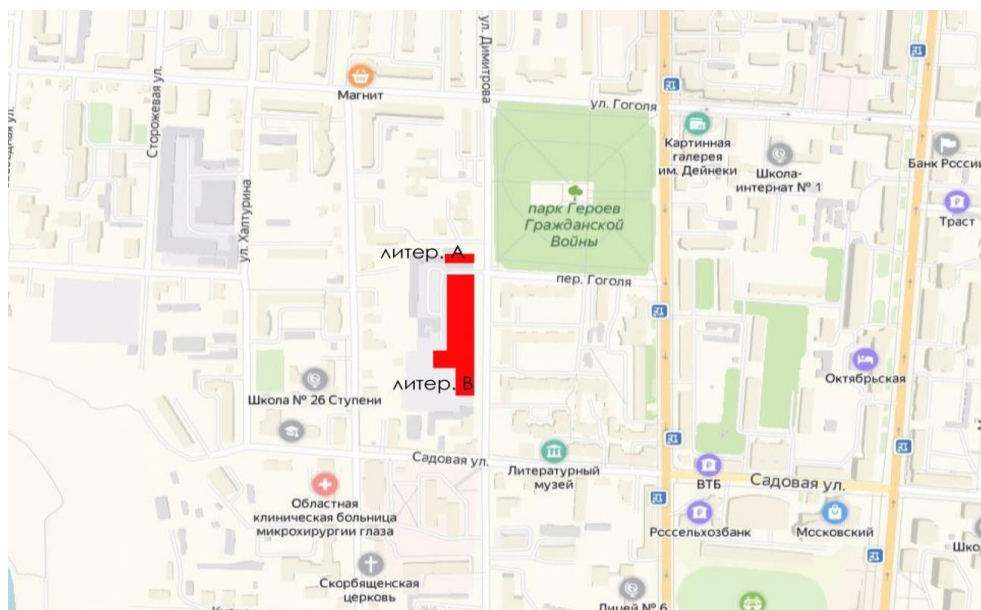 ул. Димитрова
Магнит
ул. Гоголя
Сторожевая ул.
Картинная
галерея
им. Дейнеки
Школа-
интернат № 1
Банк России
Траст
парк Героев
Гражданской
Войны
ул. Халтурина
литер. А
пер. Гоголя
литер. В
Октябрьская
Школа № 26 Ступени
Садовая ул.
Литературный
музей
ВТБ
Садовая ул.
Областная
клиническая больница
микрохирургии глаза
Россельхозбанк
Московский
Скорбященская
церковь
Лицей № 6